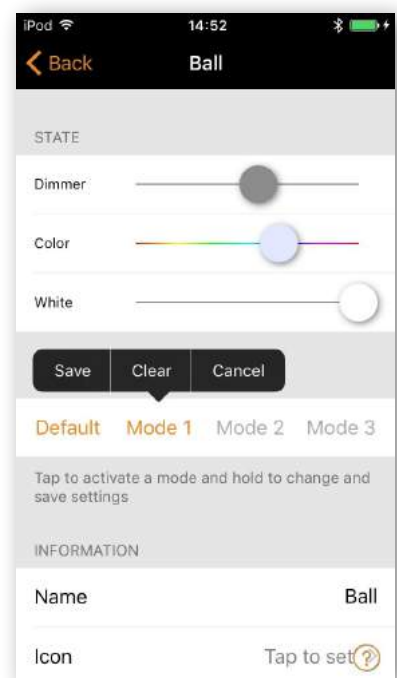 iPod 14:52
Back Ball
STATE
Dimmer
Color
White
Save Clear Cancel
Default Mode 1 Mode 2 Mode 3
Tap to activate a mode and hold to change and
save settings
INFORMATION
Name Ball
Icon Tap to set ?